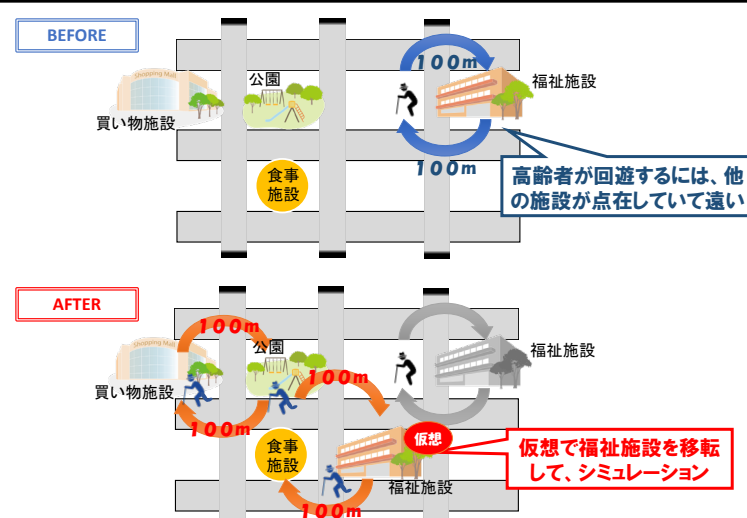 BEFORE
Shopping Mall
買い物施設
公園
100m
福祉施設
100m
食事
施設
高齢者が回遊するには、他
の施設が点在していて遠い
AFTER
100m
Shopping Mall
買い物施設
公園
100m
福祉施設
100m
食事
施設
仮想
福祉施設
100m
仮想で福祉施設を移転
して、シミュレーション